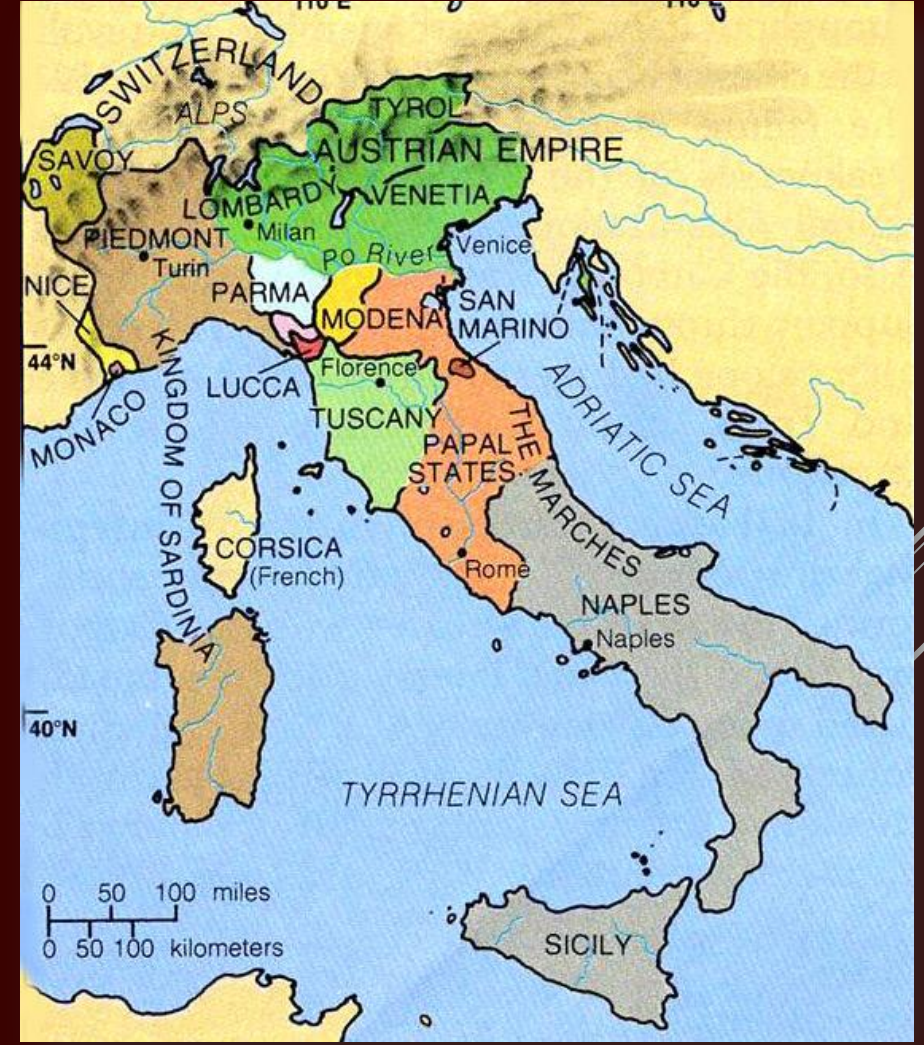 SWITZERLAND
ALPS
TYROL
SAVOY
AUSTRIAN EMPIRE
LOMBARDY
VENETIA
Milan
PIEDMONT
Turin
Po River
Venice
NICE
PARMA
SAN
MARINO
MODENA
44°N
Florence
LUCCA
MONACO
KINGDOM OF SARDINIA
TUSCANY
ADRIATIC SEA
PAPAL
STATES
THE MARCHES
CORSICA
(French)
Rome
NAPLES
Naples
40°N
TYRRHENIAN SEA
0 50 100 miles
0 50 100 kilometers
SICILY